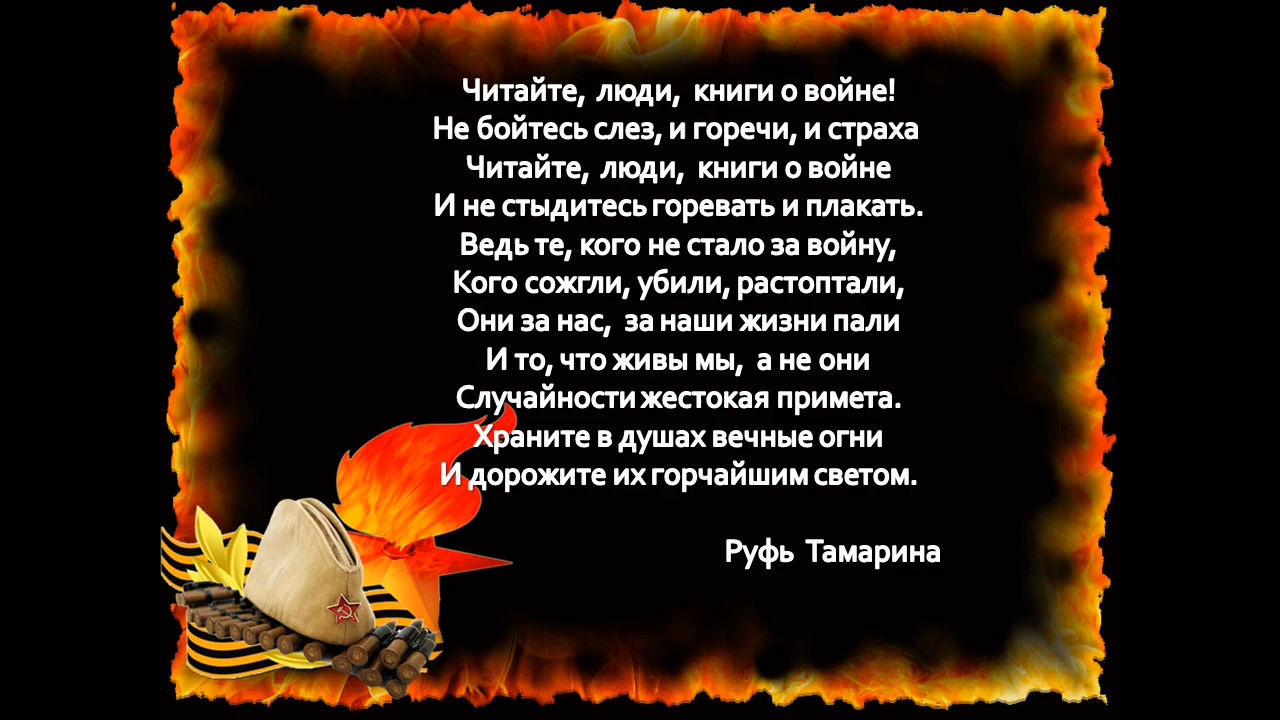 Читайте, люди, книги о войне!
Не бойтесь слез, и горечи, и страха
Читайте, люди, книги о войне
И не стыдитесь горевать и плакать.
Ведь те, кого не стало за войну,
Кого сожгли, убили, растоптали,
Они за нас, за наши жизни пали
И то, что живы мы, а не они
Случайности жестокая примета.
Храните в душах вечные огни
И дорожите их горчайшим светом.
Руфь Тамарина